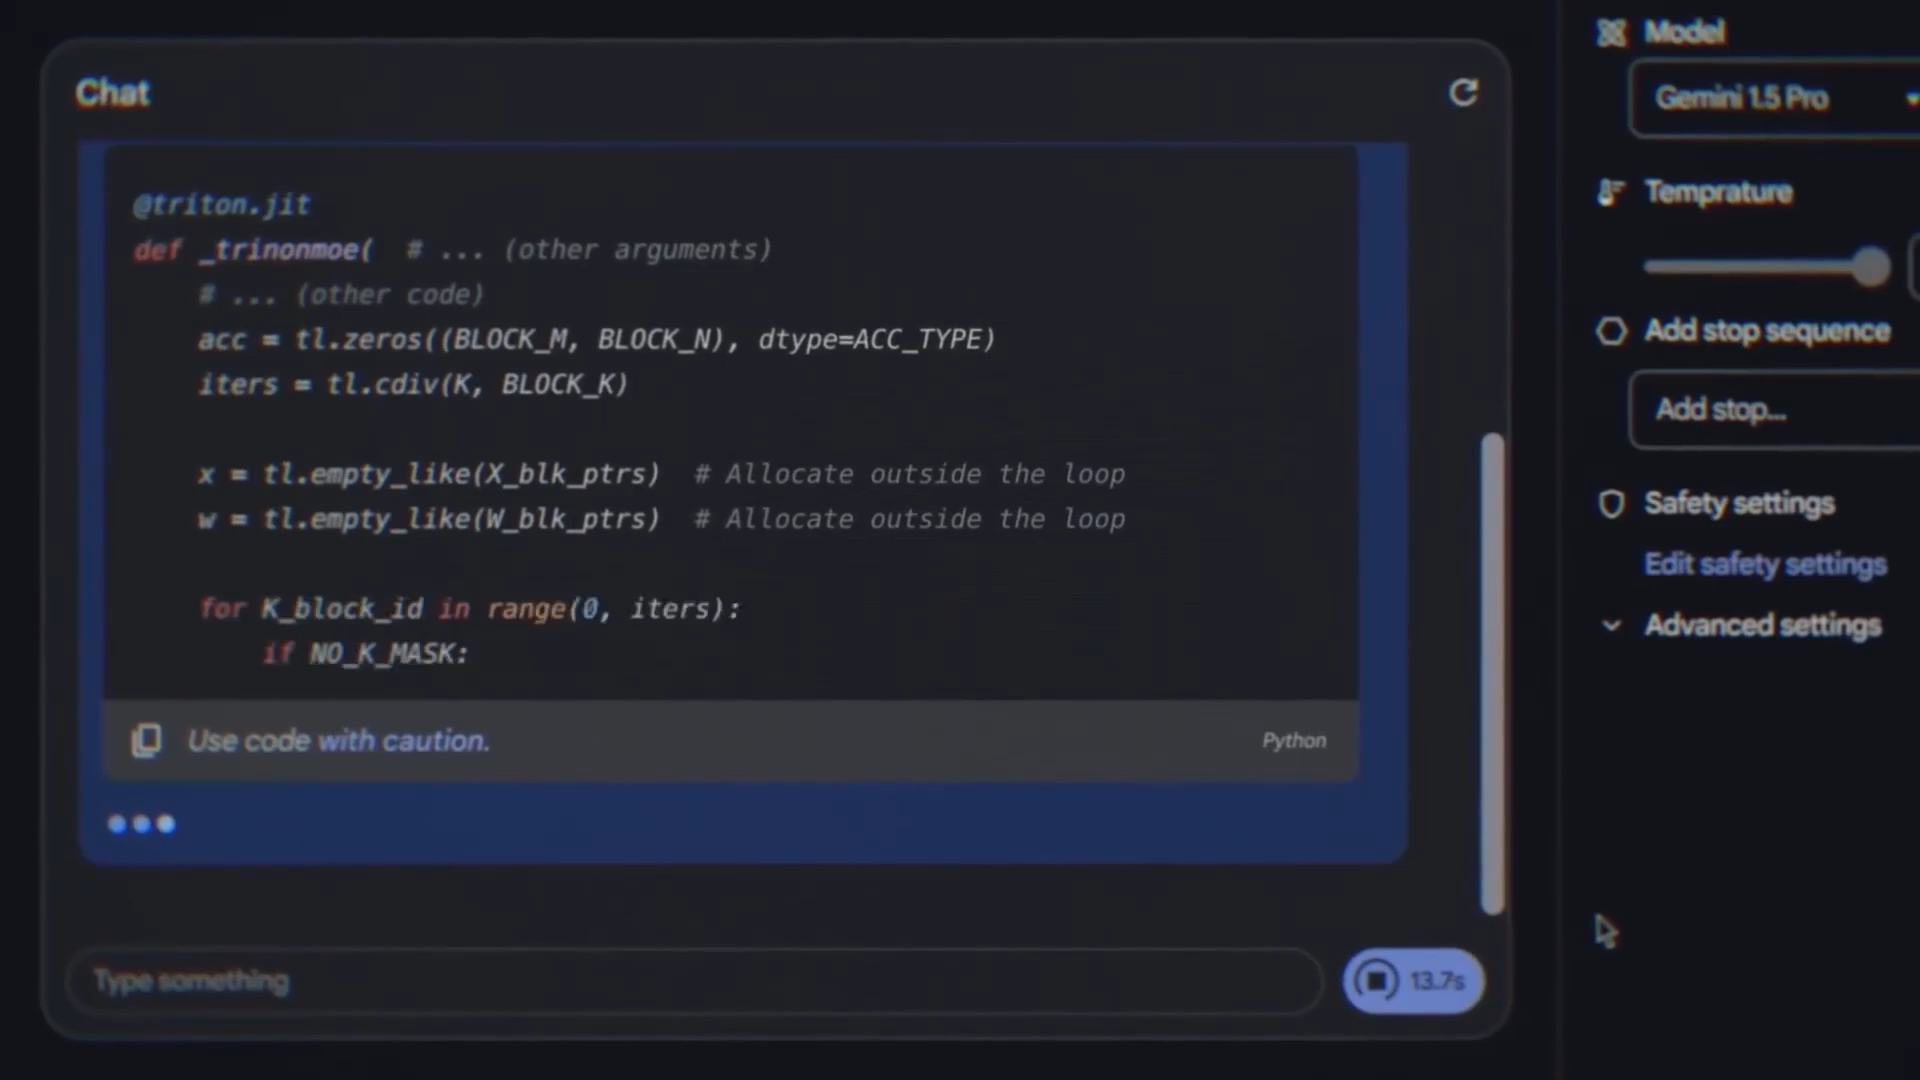 Chat
@triton.jit
def _trinonmoe(  # ... (other arguments)
# ... (other code)
acc = tl.zeros((BLOCK_M, BLOCK_N), dtype=ACC_TYPE)
iters = tl.cdiv(K, BLOCK_K)
x = tl.empty_like(X_blk_ptrs)  # Allocate outside the loop
w = tl.empty_like(W_blk_ptrs)  # Allocate outside the loop
for K_block_id in range(0, iters):
if NO_K_MASK:
Use code with caution.
Python
Type something
13.7s
Model
Gemini 1.5 Pro
Temprature
Add stop sequence
Add stop...
Safety settings
Edit safety settings
Advanced settings